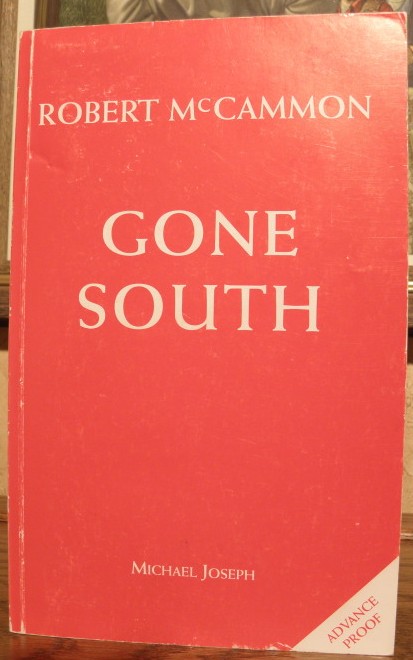 ROBERT McCAMMON
GONE
SOUTH
MICHAEL JOSEPH
ADVANCE
PROOF